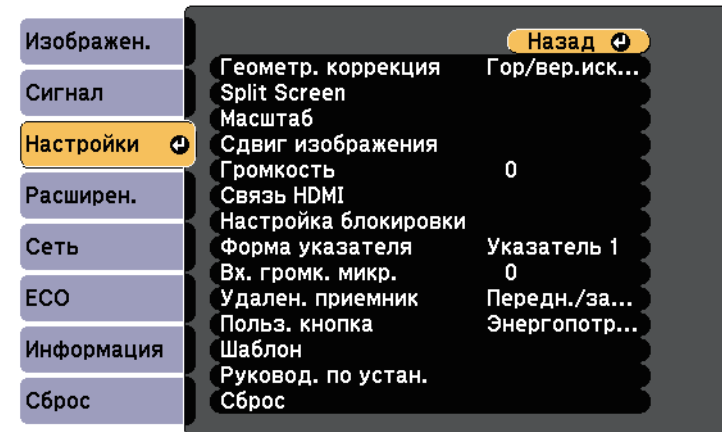 Изображен.
Сигнал
Настройки
Расширен.
Сеть
ECO
Информация
Сброс
Назад
Геометр. коррекция Гор/вер.иск...
Split Screen
Масштаб
Сдвиг изображения
Громкость 0
Связь HDMI
Настройка блокировки
Форма указателя Указатель 1
Вх. громк. микр. 0
Удален. приемник Передн./за...
Польз. кнопка Энергопотр...
Шаблон
Руковод. по устан.
Сброс